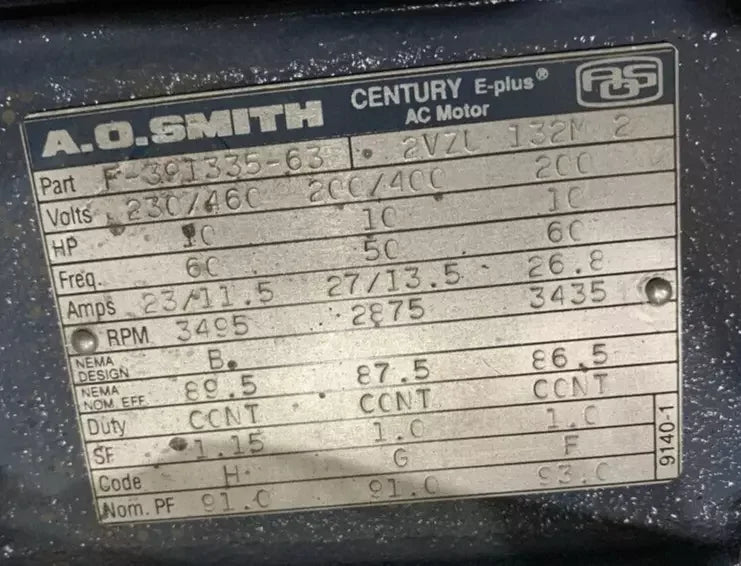 A.O.SMITH CENTURY E-plus® AC Motor AOS
Part F-391335-63 2VZL 132M 2
Volts 230/460 200/400 200
HP 10 10 10
Freq. 60 50 60
Amps 23/11.5 27/13.5 26.8
RPM 3495 2875 3435
NEMA DESIGN B
NEMA NOM. EFF. 89.5 87.5 86.5
Duty CONT CONT CONT
SF 1.15 1.0 1.0
Code H G F
Nom. PF 91.0 91.0 93.0
9140-1